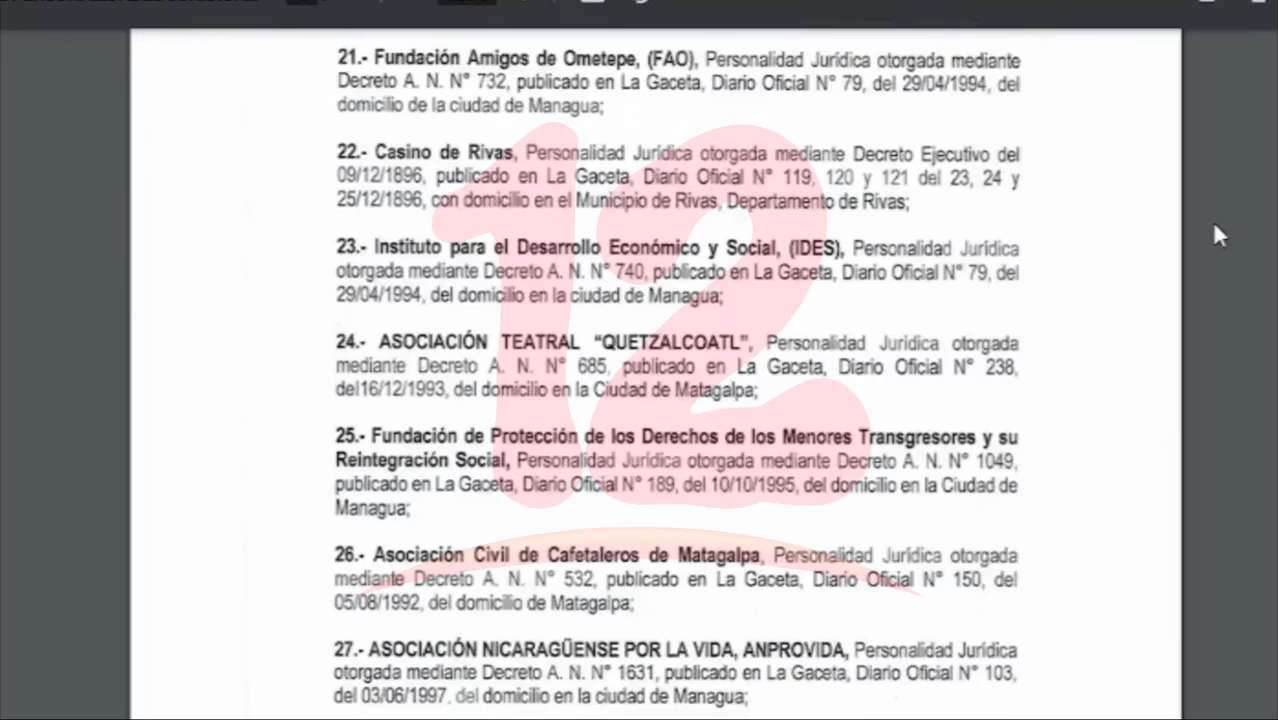 21.- Fundación Amigos de Ometepe, (FAO), Personalidad Jurídica otorgada mediante
Decreto A. N. N° 732, publicado en La Gaceta, Diario Oficial N° 79, del 29/04/1994, del
domicilio de la ciudad de Managua;
22.- Casino de Rivas, Personalidad Jurídica otorgada mediante Decreto Ejecutivo del
09/12/1896, publicado en La Gaceta, Diario Oficial N° 119, 120 y 121 del 23, 24 y
25/12/1896, con domicilio en el Municipio de Rivas, Departamento de Rivas;
23.- Instituto para el Desarrollo Económico y Social, (IDES), Personalidad Jurídica
otorgada mediante Decreto A. N. N° 740, publicado en La Gaceta, Diario Oficial N° 79, del
29/04/1994, del domicilio en la ciudad de Managua;
24.- ASOCIACIÓN TEATRAL “QUETZALCOATL”, Personalidad Jurídica otorgada
mediante Decreto A. N. N° 685, publicado en La Gaceta, Diario Oficial N° 238,
del16/12/1993, del domicilio en la Ciudad de Matagalpa;
25.- Fundación de Protección de los Derechos de los Menores Transgresores y su
Reintegración Social, Personalidad Jurídica otorgada mediante Decreto A. N. N° 1049,
publicado en La Gaceta, Diario Oficial N° 189, del 10/10/1995, del domicilio en la Ciudad de
Managua;
26.- Asociación Civil de Cafetaleros de Matagalpa, Personalidad Jurídica otorgada
mediante Decreto A. N. N° 532, publicado en La Gaceta, Diario Oficial N° 150, del
05/08/1992, del domicilio de Matagalpa;
27.- ASOCIACIÓN NICARAGÜENSE POR LA VIDA, ANPROVIDA, Personalidad Jurídica
otorgada mediante Decreto A. N. N° 1631, publicado en La Gaceta, Diario Oficial N° 103,
del 03/06/1997, del domicilio en la ciudad de Managua;
12